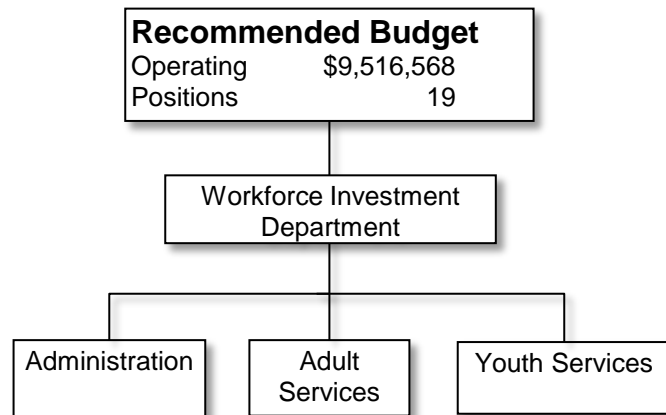 Recommended Budget
Operating $9,516,568
Positions 19
Workforce Investment
Department
Administration
Adult
Services
Youth Services